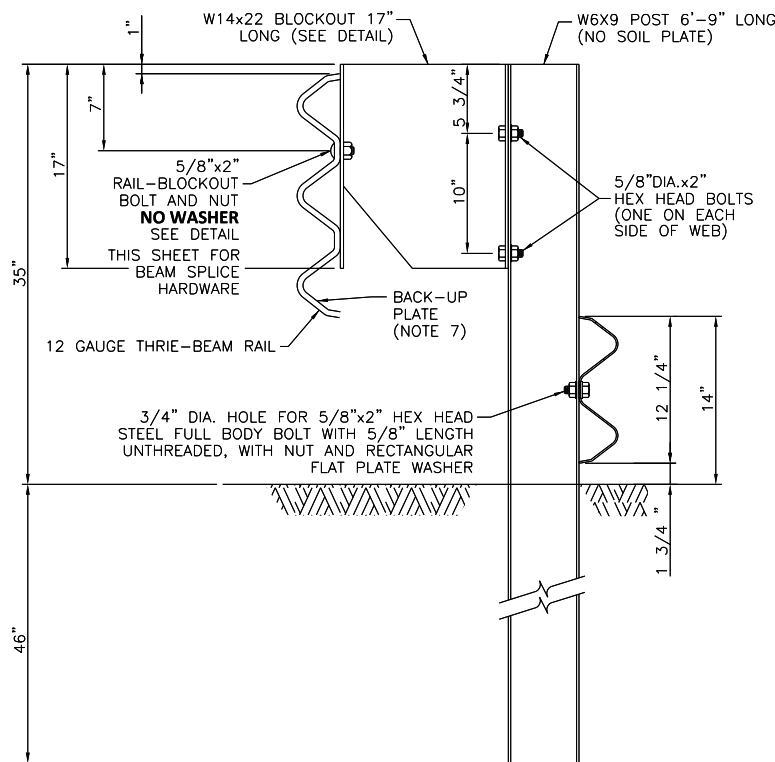 W14x22 BLOCKOUT 17"
LONG (SEE DETAIL)
W6X9 POST 6'-9" LONG
(NO SOIL PLATE)
1"
7"
17"
35"
46"
5 3/4"
10"
5/8"x2"
RAIL-BLOCKOUT
BOLT AND NUT
NO WASHER
SEE DETAIL
THIS SHEET FOR
BEAM SPLICE
HARDWARE
5/8"DIA.x2"
HEX HEAD BOLTS
(ONE ON EACH
SIDE OF WEB)
BACK-UP
PLATE
(NOTE 7)
12 GAUGE THRIE-BEAM RAIL
3/4" DIA. HOLE FOR 5/8"x2" HEX HEAD
STEEL FULL BODY BOLT WITH 5/8" LENGTH
UNTHREADED, WITH NUT AND RECTANGULAR
FLAT PLATE WASHER
12 1/4"
14"
1 3/4 "